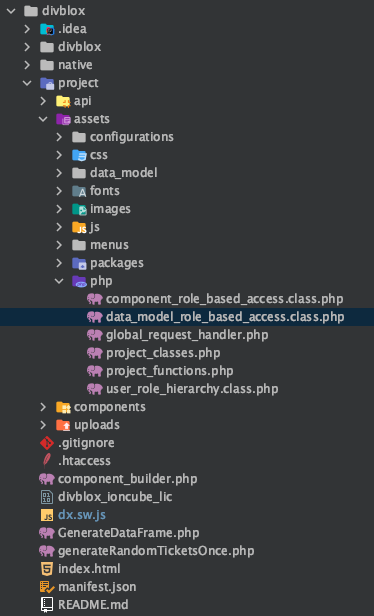 divblox
.idea
divblox
native
project
api
assets
configurations
css
data_model
fonts
images
js
menus
packages
php
component_role_based_access.class.php
data_model_role_based_access.class.php
global_request_handler.php
project_classes.php
project_functions.php
user_role_hierarchy.class.php
components
uploads
.gitignore
.htaccess
component_builder.php
divblox_ioncube_lic
dx.sw.js
GenerateDataFrame.php
generateRandomTicketsOnce.php
index.html
manifest.json
README.md